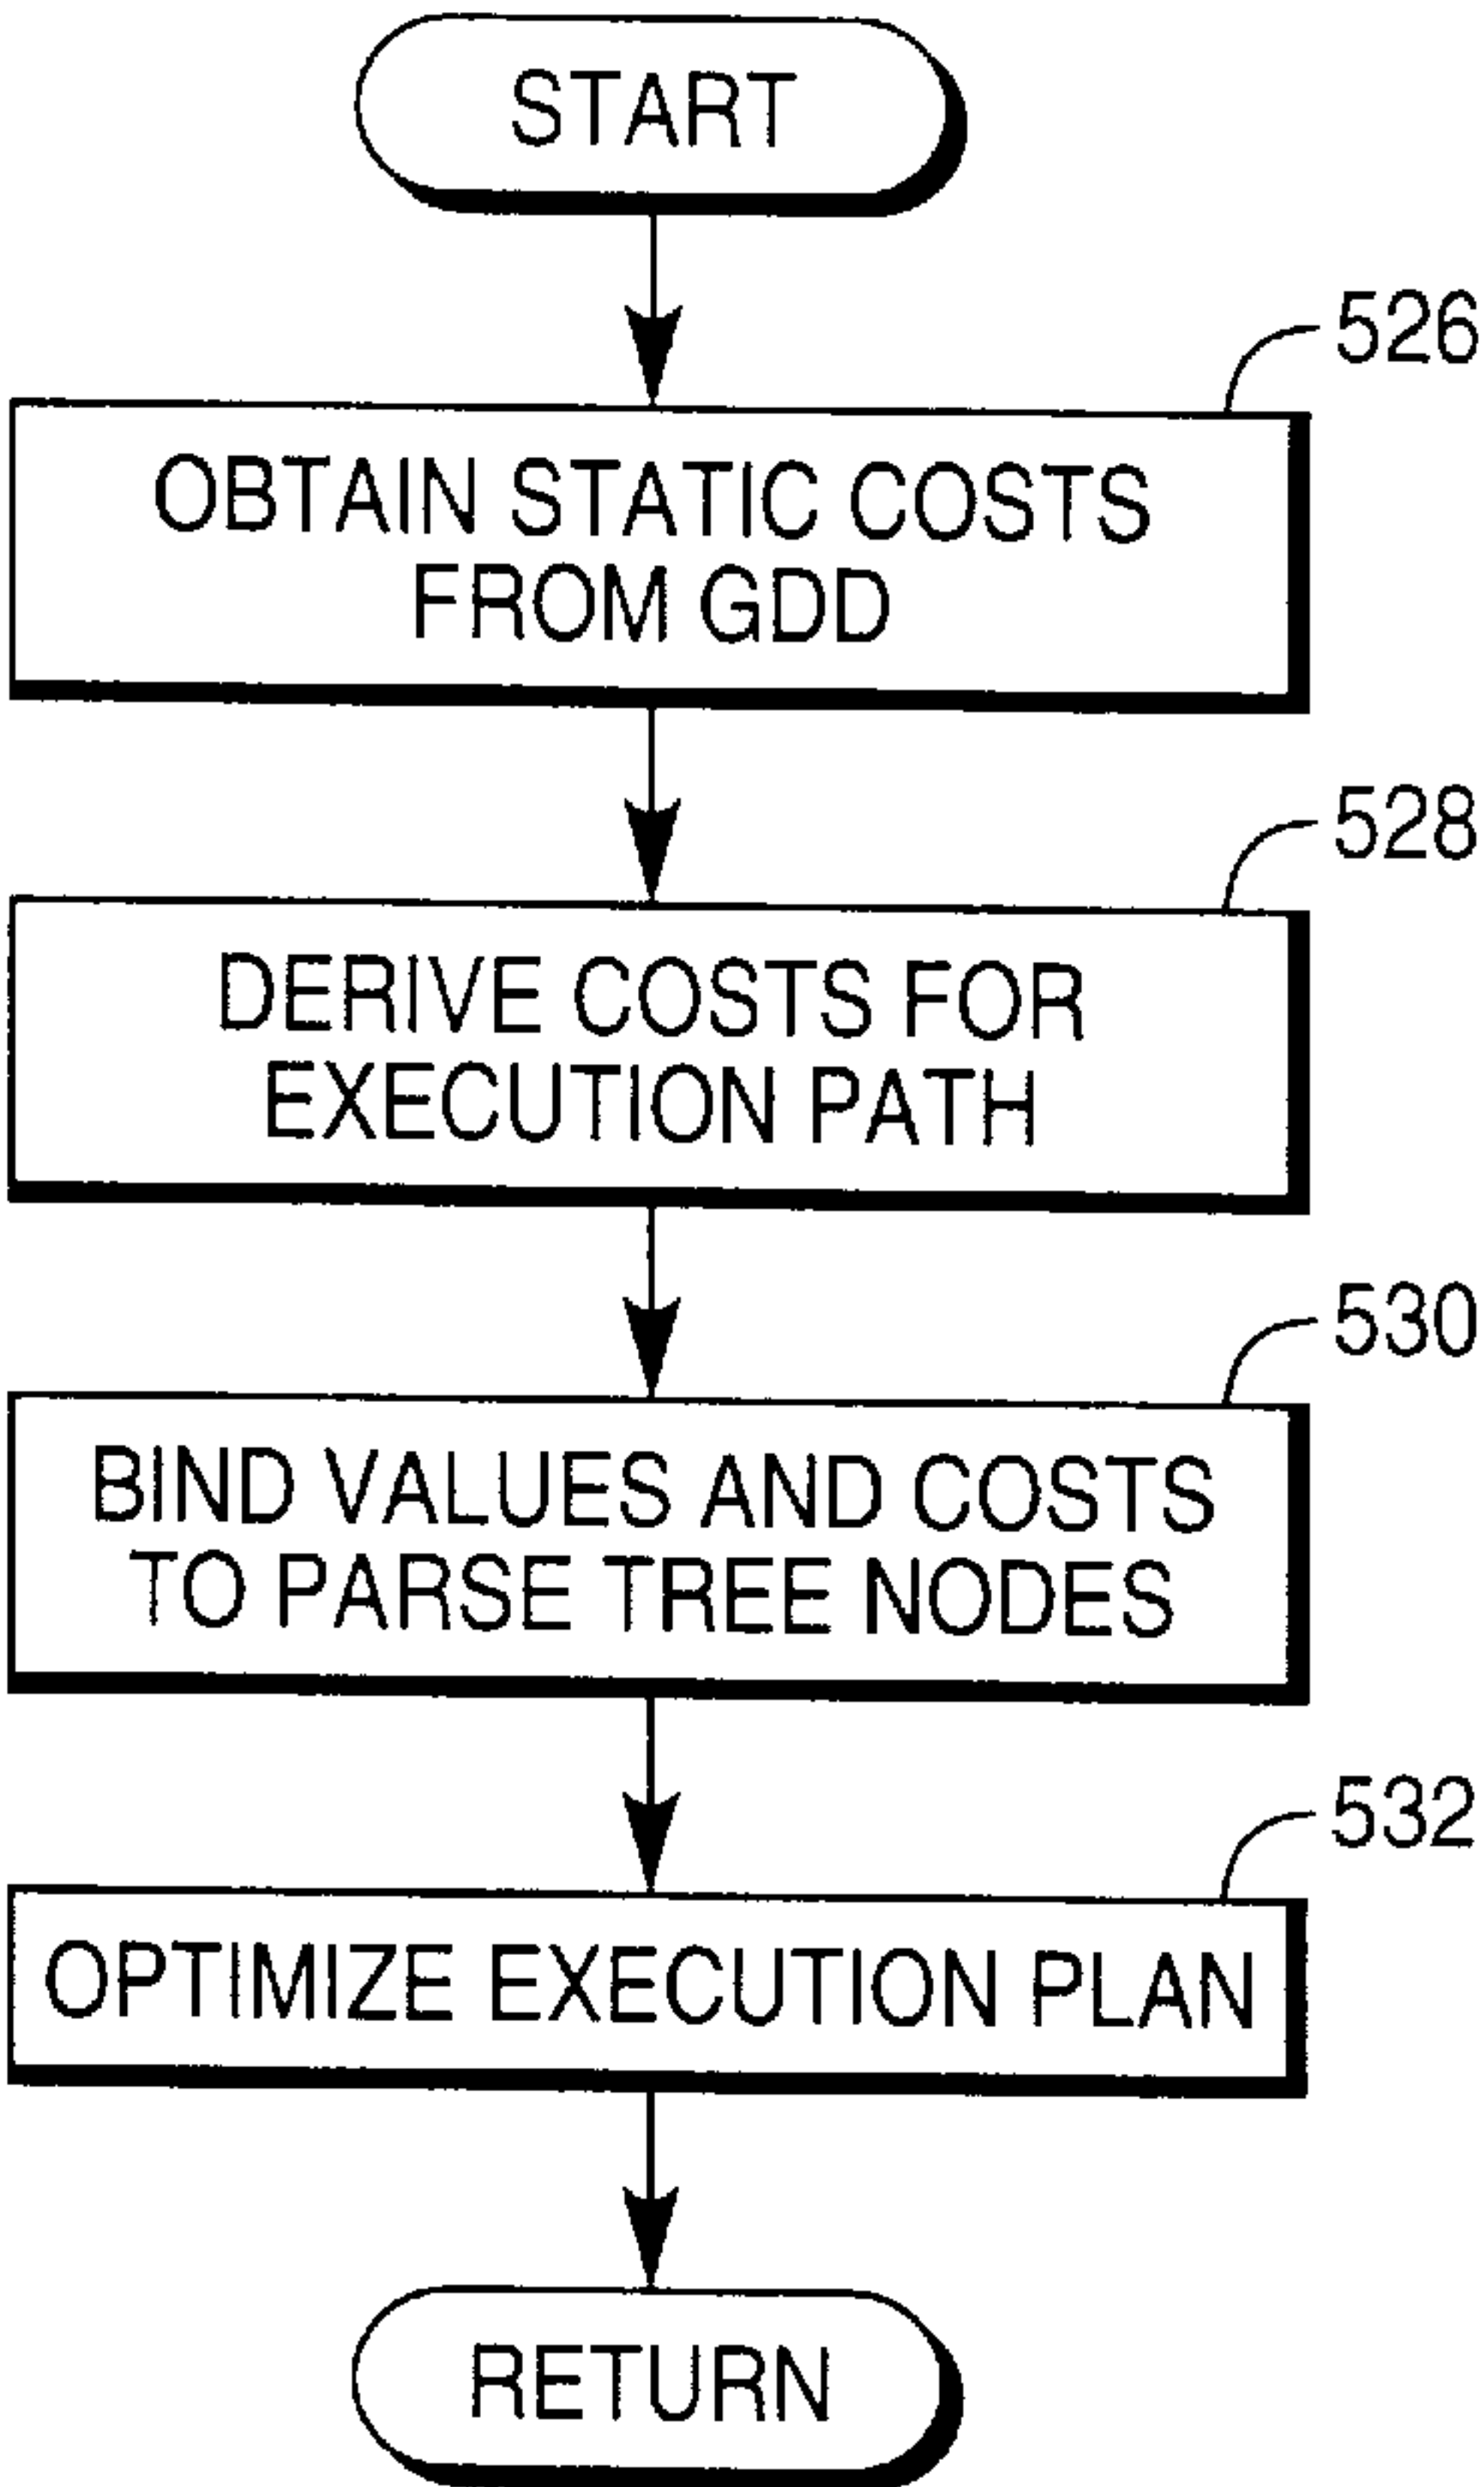 START
526
OBTAIN STATIC COSTS
FROM GDD
528
DERIVE COSTS FOR
EXECUTION PATH
530
BIND VALUES AND COSTS
TO PARSE TREE NODES
532
OPTIMIZE EXECUTION PLAN
RETURN